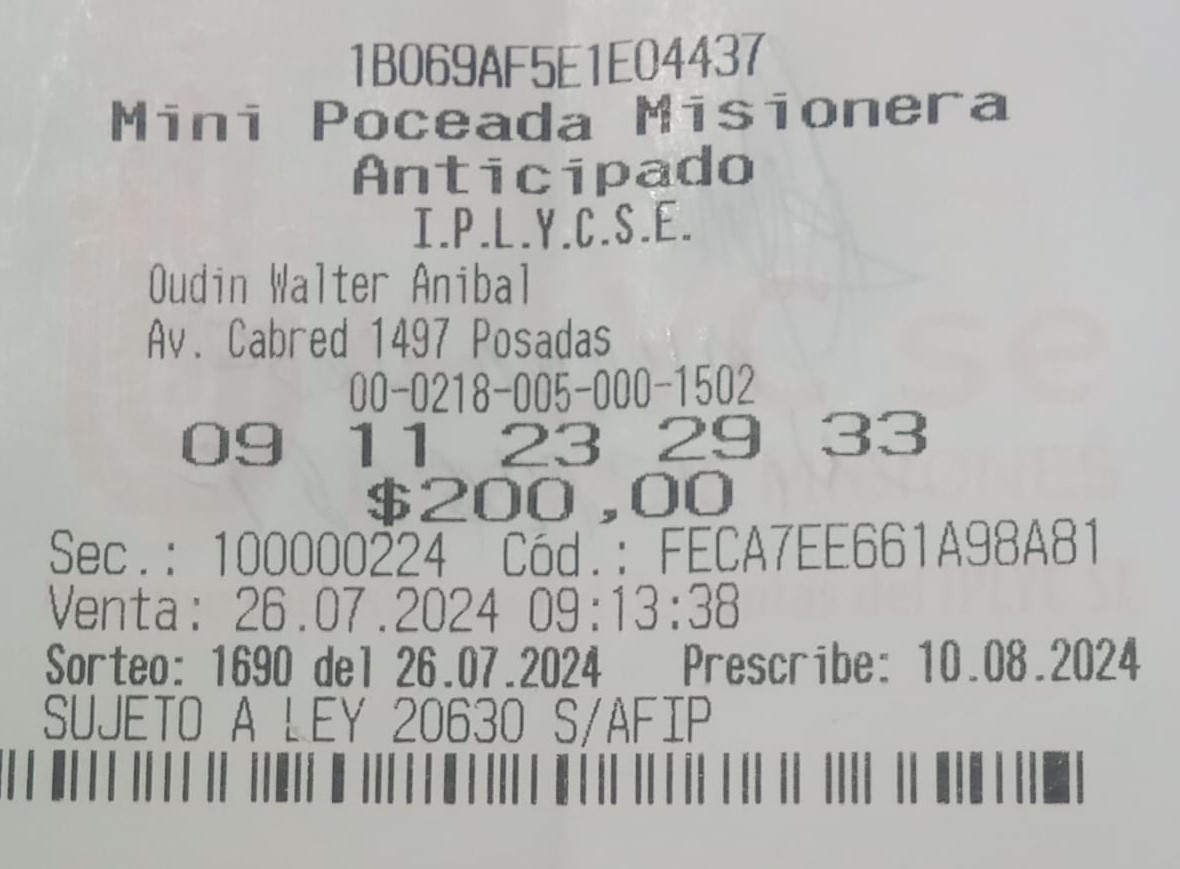 1B069AF5E1E04437
Mini Poceada Misionera
Anticipado
I.P.L.Y.C.S.E.
Oudin Walter Anibal
Av. Cabred 1497 Posadas
00-0218-005-000-1502
09 11 23 29 33
$200,00
Sec.: 100000224 Cód.: FECA7EE661A98A81
Venta: 26.07.2024 09:13:38
Sorteo: 1690 del 26.07.2024 Prescribe: 10.08.2024
SUJETO A LEY 20630 S/AFIP